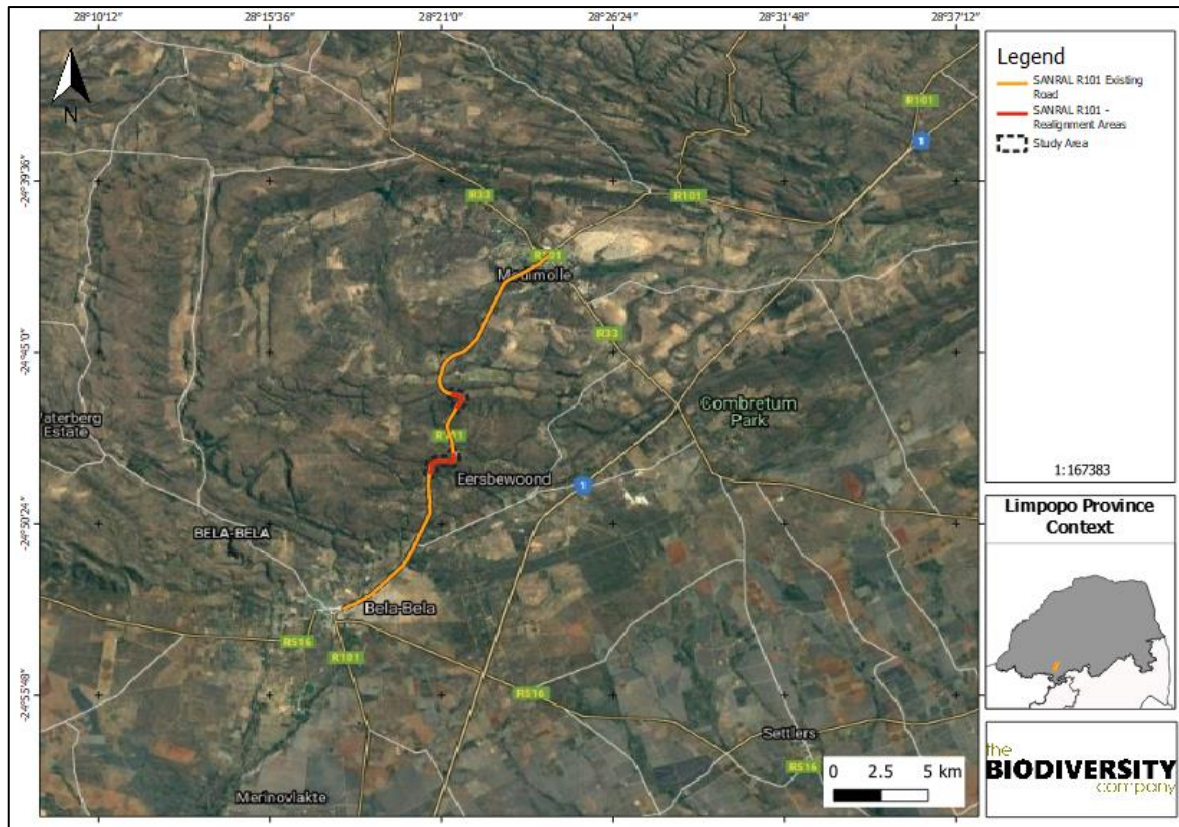 28°10′12″
28°15′36″
28°21′0″
28°26′24″
28°31′48″
28°37′12″
-24°39′36″
-24°45′0″
-24°50′24″
-24°55′48″
N
R101
1
R33
R101
Modimolle
R33
Combretum
Park
Estate
Eersbewoond
1
BELA-BELA
Bela-Bela
R516
R101
R516
Settlers
R516
Merinovlakte
0 2.5 5 km
Legend
SANRAL R101 Existing
Road
SANRAL R101 -
Realignment Areas
Study Area
1:167383
Limpopo Province
Context
the
BIODIVERSITY
company